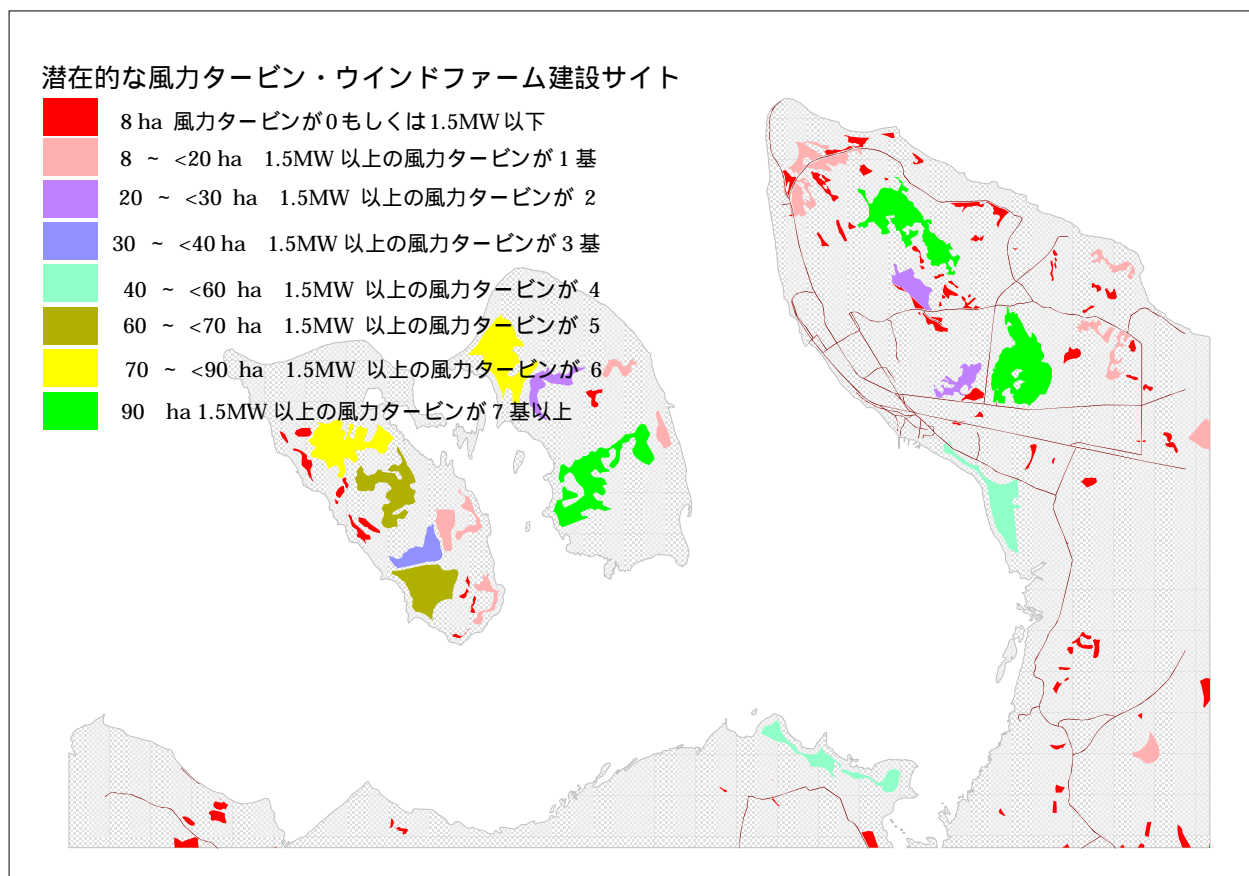 潜在的な風力タービン・ウインドファーム建設サイト
8 ha 風力タービンが0もしくは1.5MW以下
8 ~ <20 ha 1.5MW 以上の風力タービンが 1 基
20 ~ <30 ha 1.5MW 以上の風力タービンが 2
30 ~ <40 ha 1.5MW 以上の風力タービンが 3 基
40 ~ <60 ha 1.5MW 以上の風力タービンが 4
60 ~ <70 ha 1.5MW 以上の風力タービンが 5
70 ~ <90 ha 1.5MW 以上の風力タービンが 6
90 ha 1.5MW 以上の風力タービンが 7 基以上